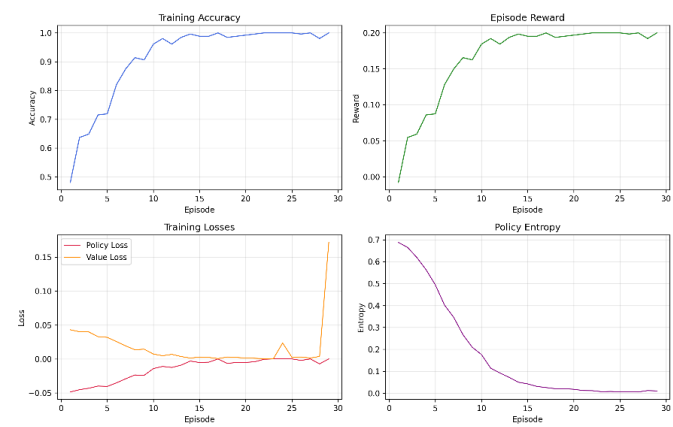 Training Accuracy
Accuracy
1.0
0.9
0.8
0.7
0.6
0.5
0 5 10 15 20 25 30
Episode
Episode Reward
Reward
0.20
0.15
0.10
0.05
0.00
0 5 10 15 20 25 30
Episode
Training Losses
Policy Loss
Value Loss
Loss
0.15
0.10
0.05
0.00
−0.05
0 5 10 15 20 25 30
Episode
Policy Entropy
Entropy
0.7
0.6
0.5
0.4
0.3
0.2
0.1
0.0
0 5 10 15 20 25 30
Episode